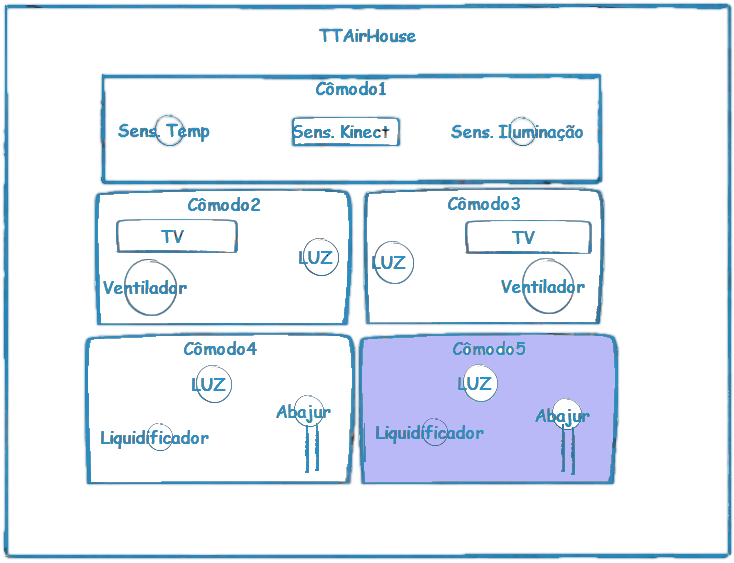 TTAirHouse
Cômodo1
Sens. Temp
Sens. Kinect
Sens. Iluminação
Cômodo2
TV
LUZ
Ventilador
Cômodo3
TV
LUZ
Ventilador
Cômodo4
LUZ
Abajur
Liquidificador
Cômodo5
LUZ
Abajur
Liquidificador